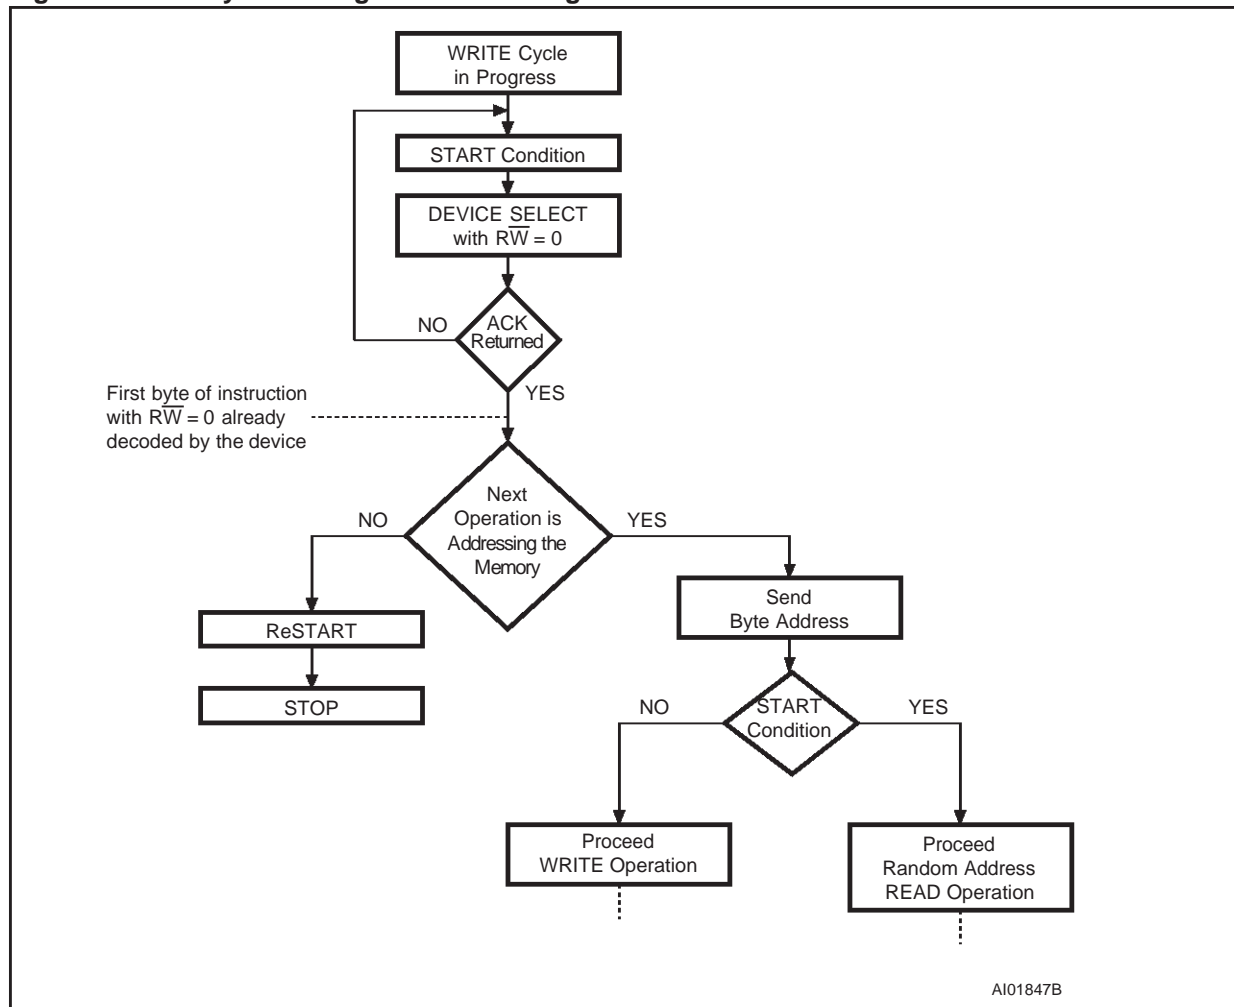 WRITE Cycle
in Progress
START Condition
DEVICE SELECT
with RW̅ = 0
NO
ACK
Returned
YES
First byte of instruction
with RW̅ = 0 already
decoded by the device
Next
Operation is
Addressing the
Memory
NO
YES
ReSTART
STOP
Send
Byte Address
START
Condition
NO
YES
Proceed
WRITE Operation
Proceed
Random Address
READ Operation
AI01847B